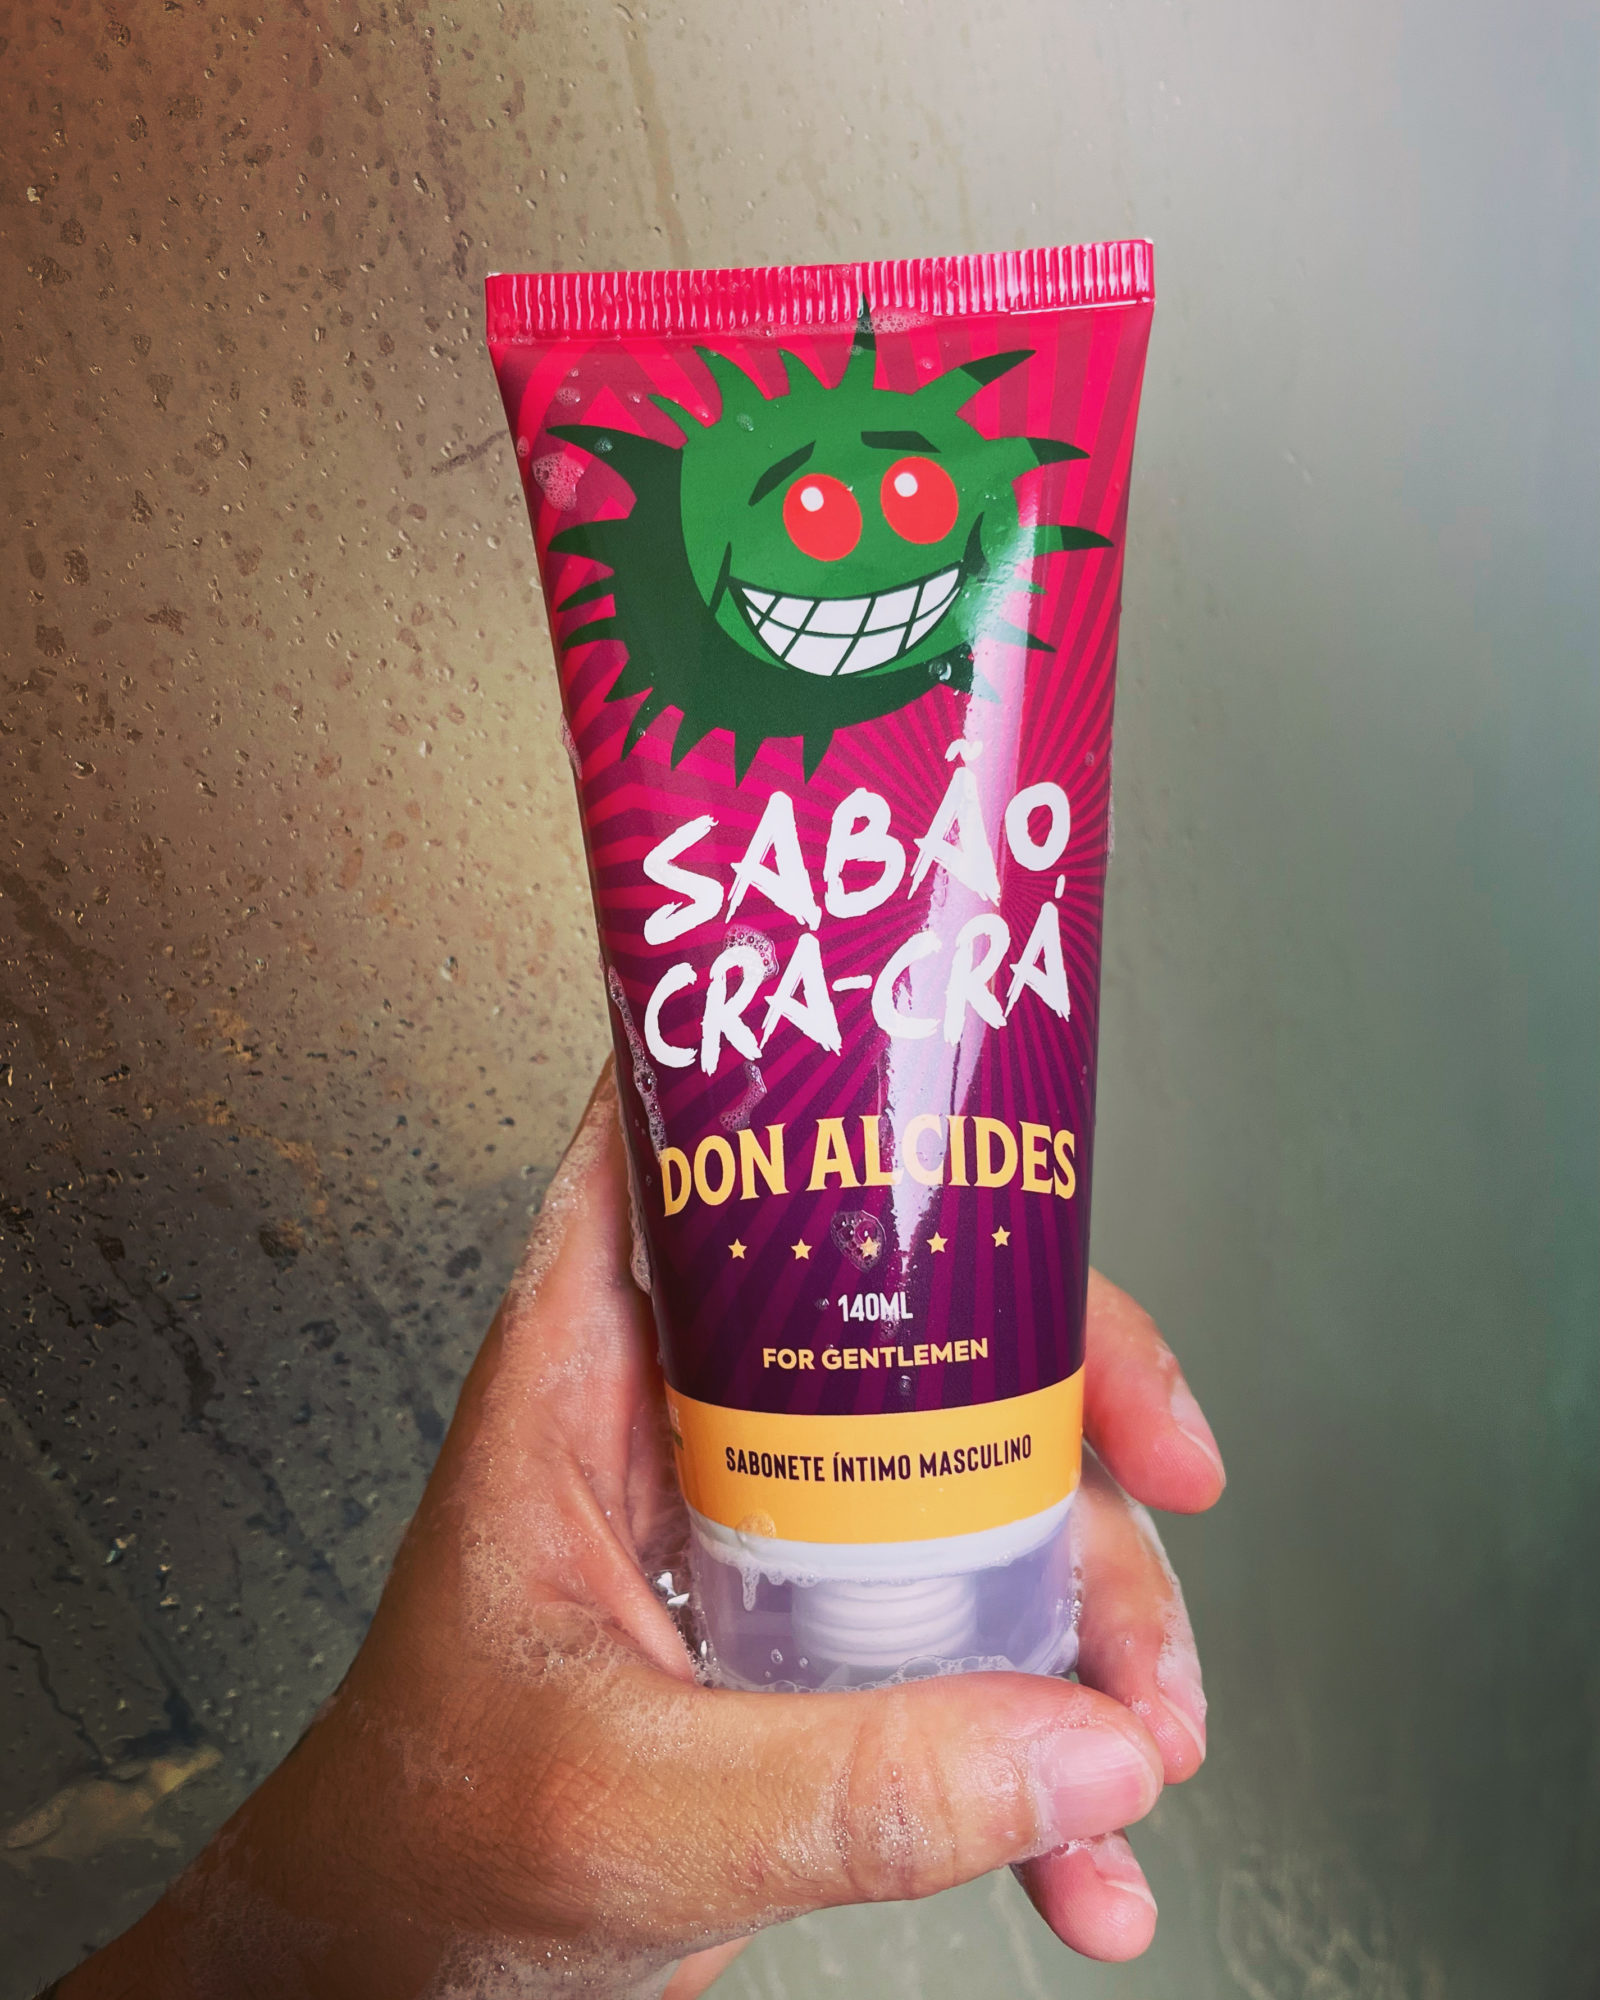 SABÃO
CRA-CRÁ
DON ALCIDES
140ML
FOR GENTLEMEN
SABONETE ÍNTIMO MASCULINO